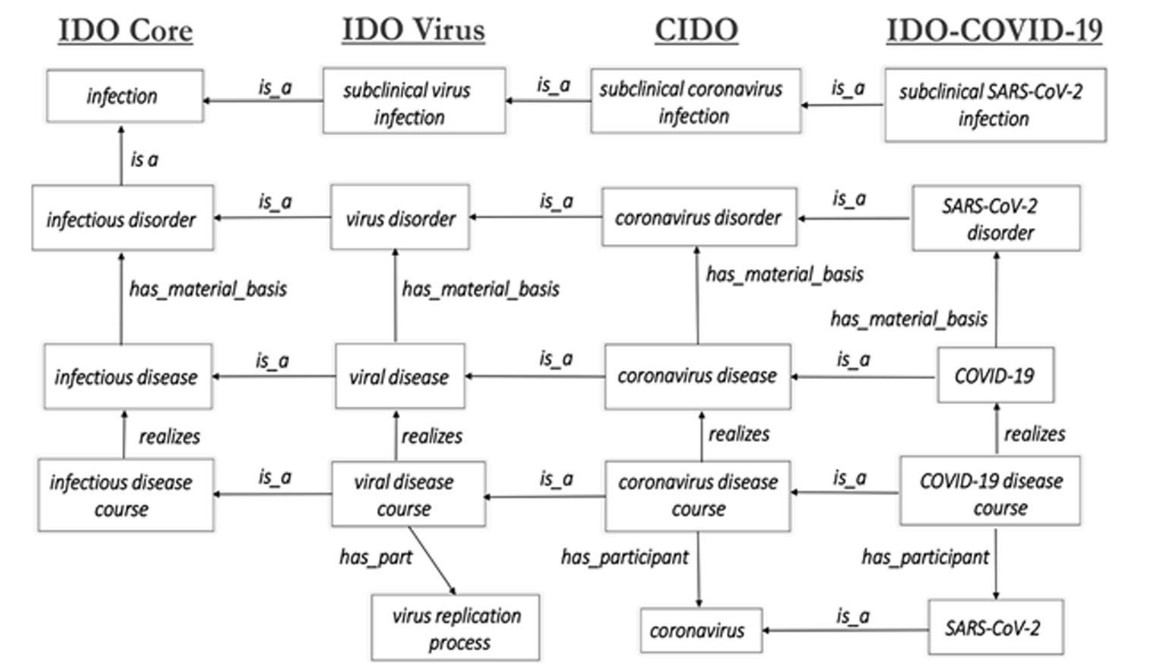 IDO Core
IDO Virus
CIDO
IDO-COVID-19
infection
is_a
subclinical virus
infection
is_a
subclinical coronavirus
infection
is_a
subclinical SARS-CoV-2
infection
is a
infectious disorder
is_a
virus disorder
is_a
coronavirus disorder
is_a
SARS-CoV-2
disorder
has_material_basis
has_material_basis
has_material_basis
has_material_basis
infectious disease
is_a
viral disease
is_a
coronavirus disease
is_a
COVID-19
realizes
realizes
realizes
realizes
infectious disease
course
is_a
viral disease
course
is_a
coronavirus disease
course
is_a
COVID-19 disease
course
has_part
has_participant
has_participant
virus replication
process
coronavirus
is_a
SARS-CoV-2